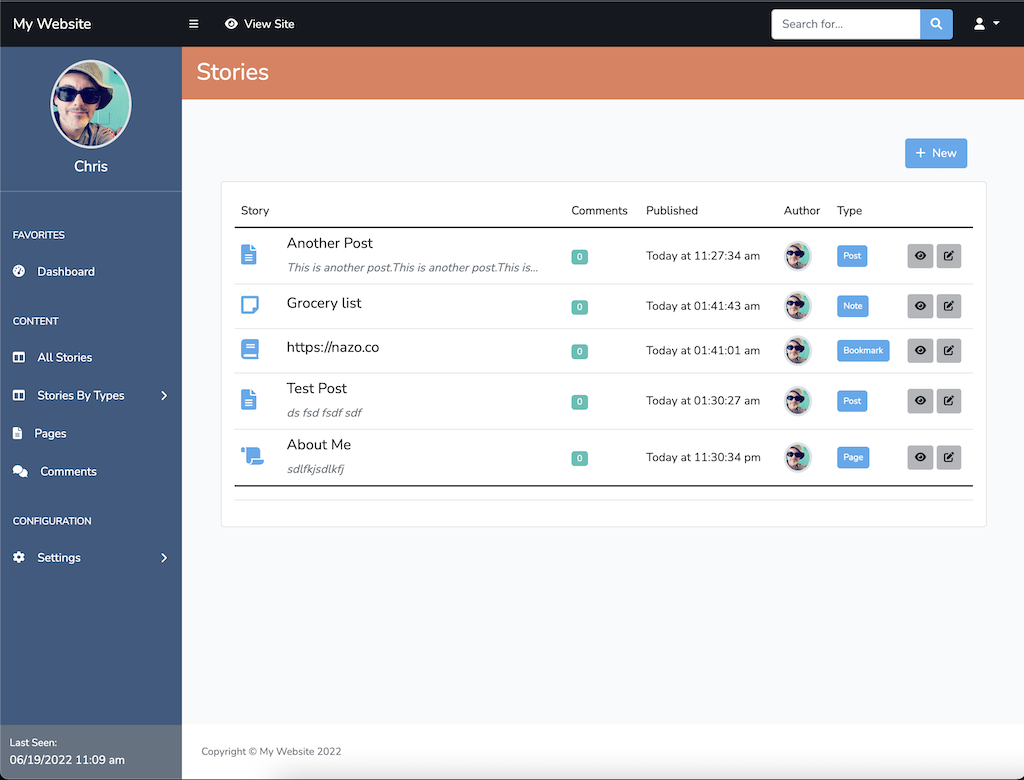 My Website
View Site
Search for...
Stories
Chris
FAVORITES
Dashboard
CONTENT
All Stories
Stories By Types
Pages
Comments
CONFIGURATION
Settings
Last Seen:
06/19/2022 11:09 am
+ New
Story Comments Published Author Type
Another Post
This is another post.This is another post.This is...
0 Today at 11:27:34 am Post
Grocery list 0 Today at 01:41:43 am Note
https://nazo.co 0 Today at 01:41:01 am Bookmark
Test Post
ds fsd fsdf sdf
0 Today at 01:30:27 am Post
About Me
sdlfkjsdlkfj
0 Today at 11:30:34 pm Page
Copyright © My Website 2022